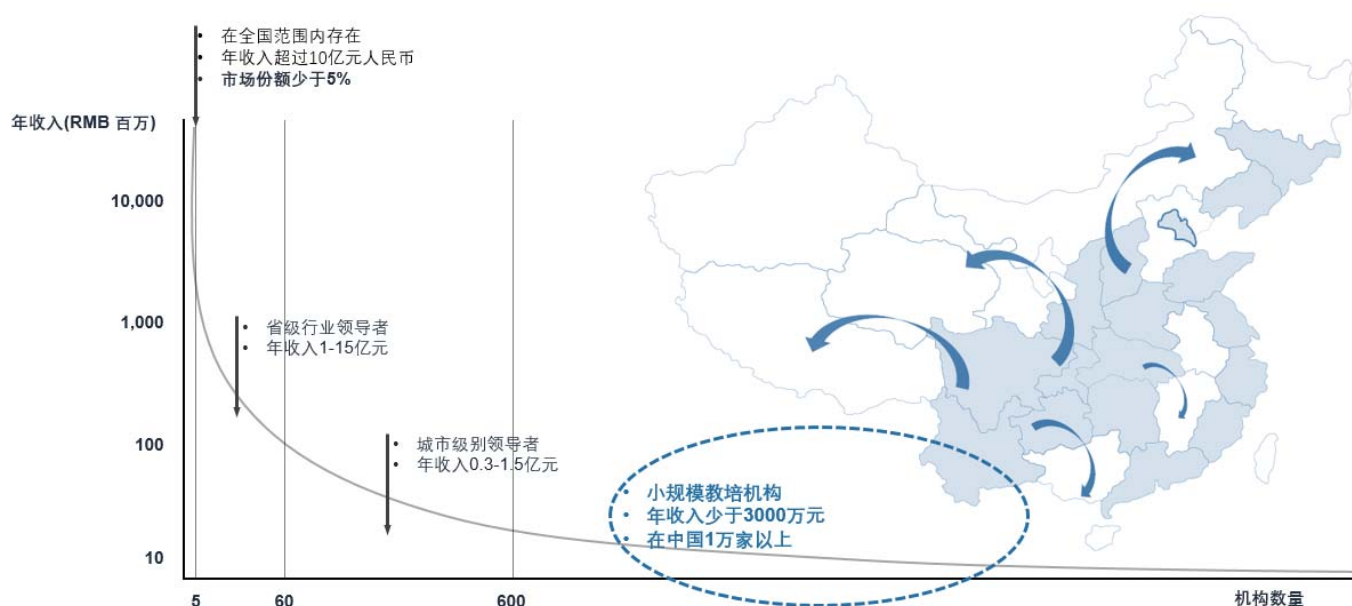 在全国范围内存在
年收入超过10亿元人民币
市场份额少于5%
年收入(RMB 百万)
10,000
1,000
100
10
省级行业领导者
年收入1-15亿元
城市级别领导者
年收入0.3-1.5亿元
小规模教培机构
年收入少于3000万元
在中国1万家以上
5
60
600
机构数量